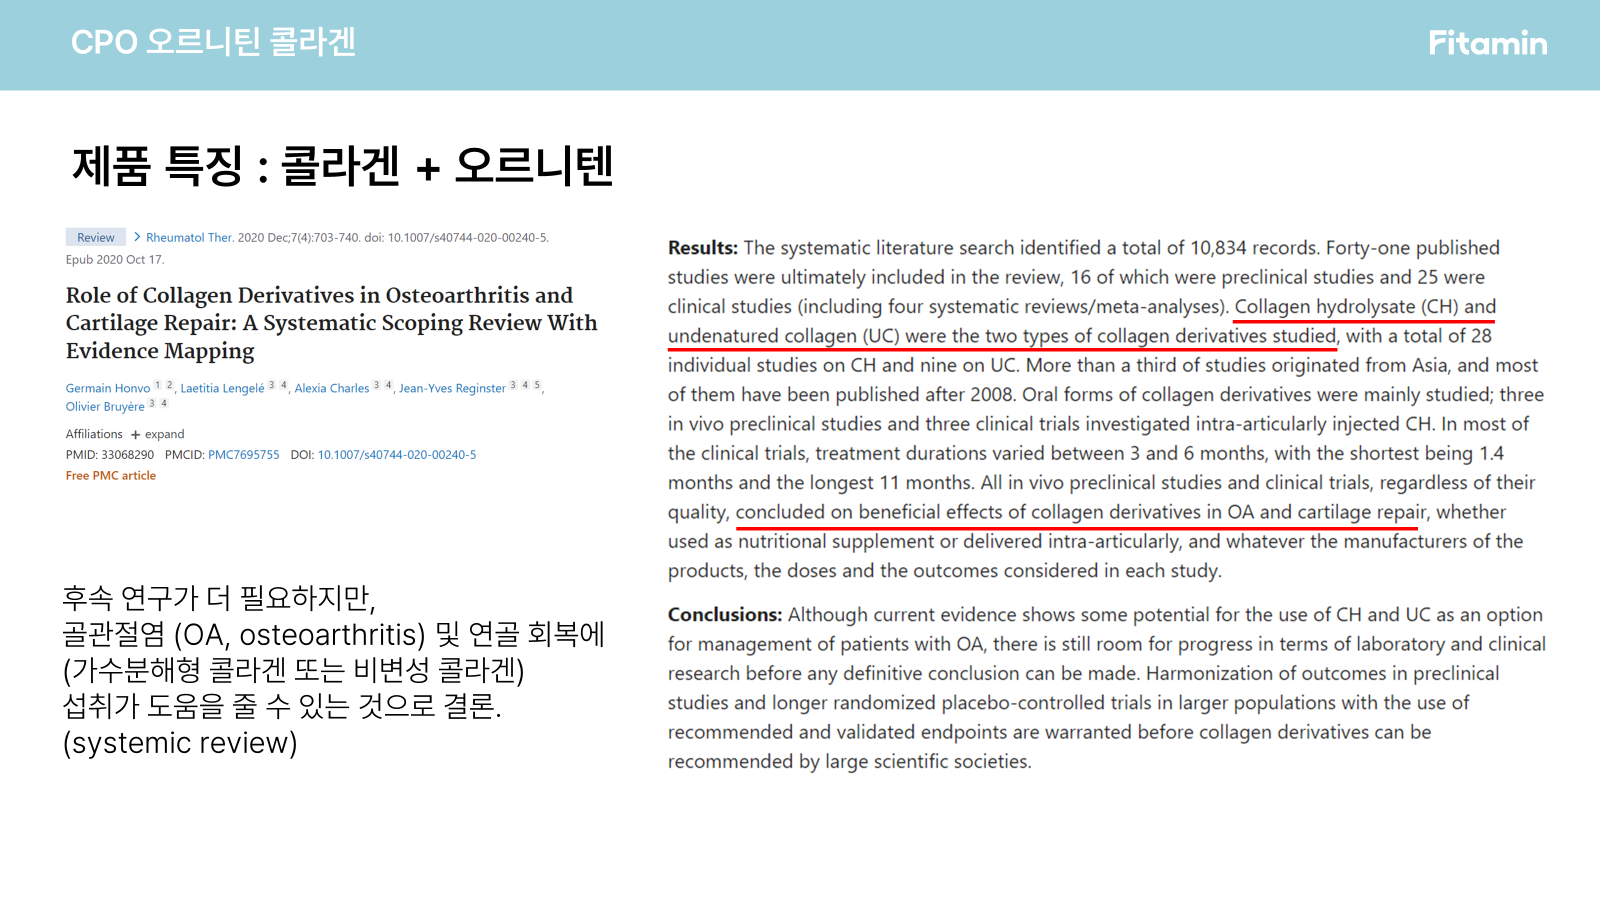 CPO 오르니틴 콜라겐
Fitamin
제품 특징 : 콜라겐 + 오르니텐
Review > Rheumatol Ther. 2020 Dec;7(4):703-740. doi: 10.1007/s40744-020-00240-5.
Epub 2020 Oct 17.
Role of Collagen Derivatives in Osteoarthritis and
Cartilage Repair: A Systematic Scoping Review With
Evidence Mapping
Germain Honvo 1 2, Laetitia Lengelé 3 4, Alexia Charles 3 4, Jean-Yves Reginster 3 4 5,
Olivier Bruyère 3 4
Affiliations + expand
PMID: 33068290 PMCID: PMC7695755 DOI: 10.1007/s40744-020-00240-5
Free PMC article
후속 연구가 더 필요하지만,
골관절염 (OA, osteoarthritis) 및 연골 회복에
(가수분해형 콜라겐 또는 비변성 콜라겐)
섭취가 도움을 줄 수 있는 것으로 결론.
(systemic review)
Results: The systematic literature search identified a total of 10,834 records. Forty-one published
studies were ultimately included in the review, 16 of which were preclinical studies and 25 were
clinical studies (including four systematic reviews/meta-analyses). Collagen hydrolysate (CH) and
undenatured collagen (UC) were the two types of collagen derivatives studied, with a total of 28
individual studies on CH and nine on UC. More than a third of studies originated from Asia, and most
of them have been published after 2008. Oral forms of collagen derivatives were mainly studied; three
in vivo preclinical studies and three clinical trials investigated intra-articularly injected CH. In most of
the clinical trials, treatment durations varied between 3 and 6 months, with the shortest being 1.4
months and the longest 11 months. All in vivo preclinical studies and clinical trials, regardless of their
quality, concluded on beneficial effects of collagen derivatives in OA and cartilage repair, whether
used as nutritional supplement or delivered intra-articularly, and whatever the manufacturers of the
products, the doses and the outcomes considered in each study.
Conclusions: Although current evidence shows some potential for the use of CH and UC as an option
for management of patients with OA, there is still room for progress in terms of laboratory and clinical
research before any definitive conclusion can be made. Harmonization of outcomes in preclinical
studies and longer randomized placebo-controlled trials in larger populations with the use of
recommended and validated endpoints are warranted before collagen derivatives can be
recommended by large scientific societies.